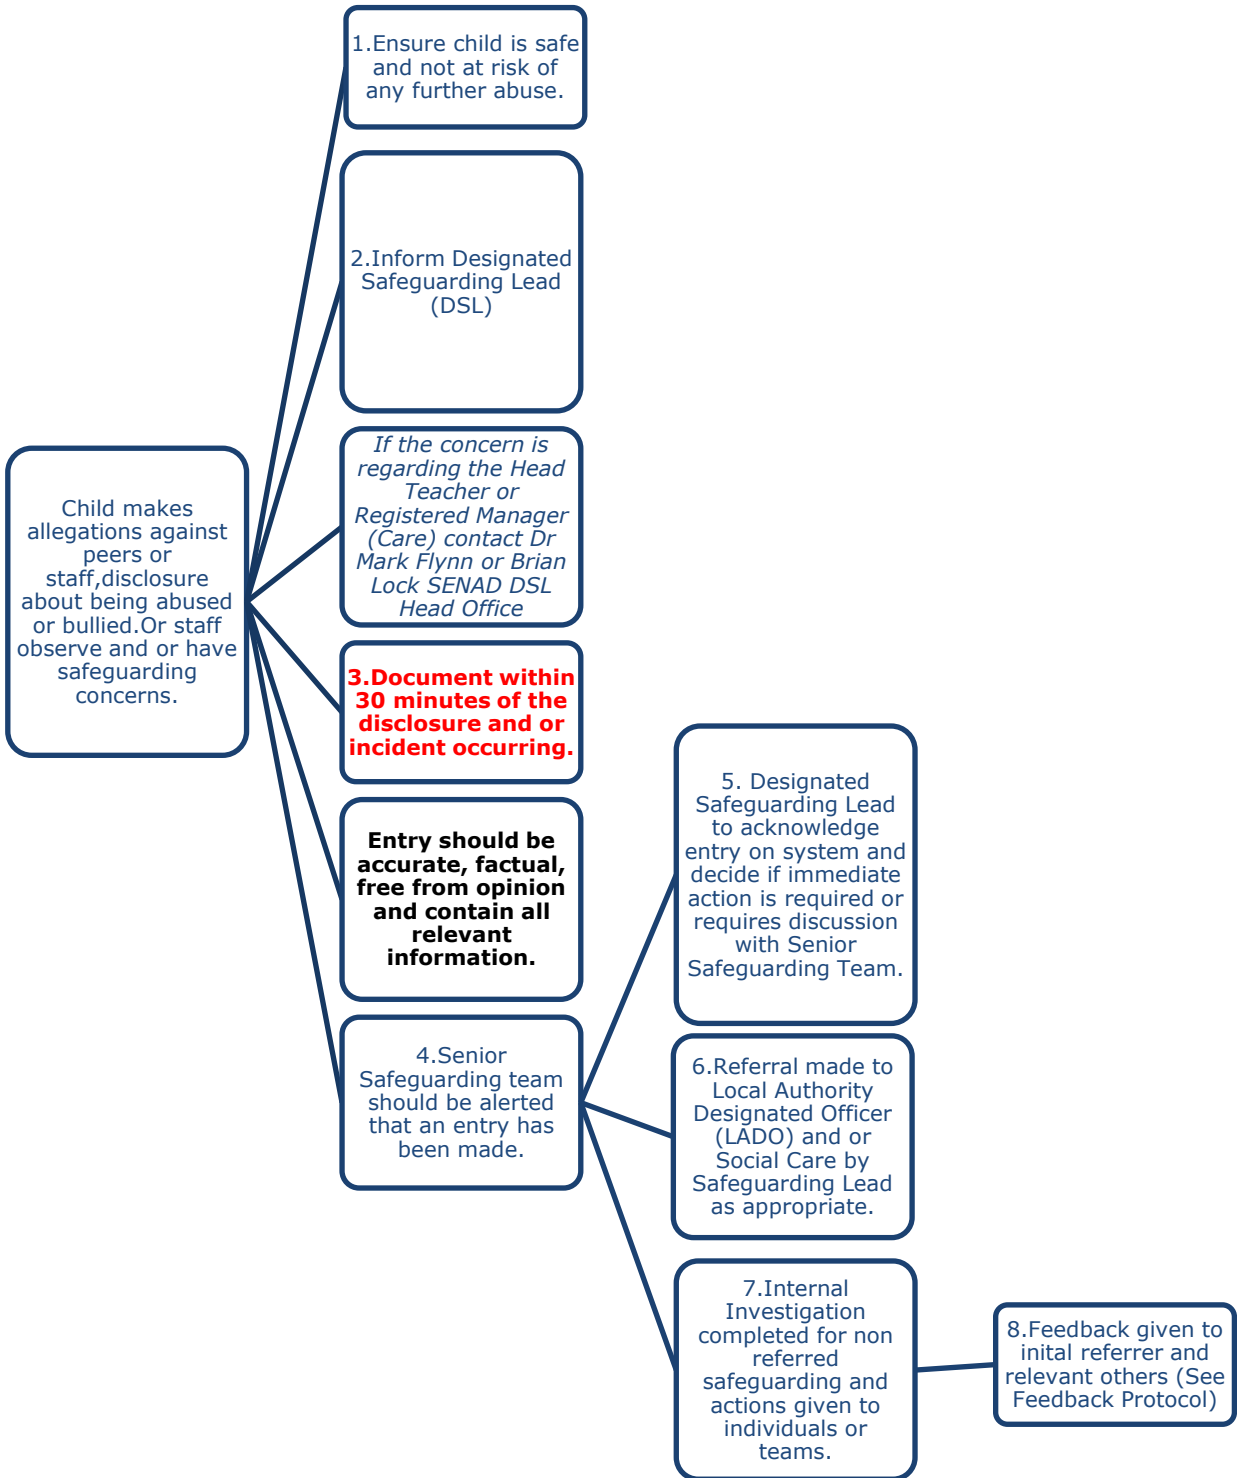 1.Ensure child is safe
and not at risk of
any further abuse.
2.Inform Designated
Safeguarding Lead
(DSL)
If the concern is
regarding the Head
Teacher or
Registered Manager
(Care) contact Dr
Mark Flynn or Brian
Lock SENAD DSL
Head Office
Child makes
allegations against
peers or
staff,disclosure
about being abused
or bullied.Or staff
observe and or have
safeguarding
concerns.
3.Document within
30 minutes of the
disclosure and or
incident occurring.
Entry should be
accurate, factual,
free from opinion
and contain all
relevant
information.
4.Senior
Safeguarding team
should be alerted
that an entry has
been made.
5. Designated
Safeguarding Lead
to acknowledge
entry on system and
decide if immediate
action is required or
requires discussion
with Senior
Safeguarding Team.
6.Referral made to
Local Authority
Designated Officer
(LADO) and or
Social Care by
Safeguarding Lead
as appropriate.
7.Internal
Investigation
completed for non
referred
safeguarding and
actions given to
individuals or
teams.
8.Feedback given to
inital referrer and
relevant others (See
Feedback Protocol)